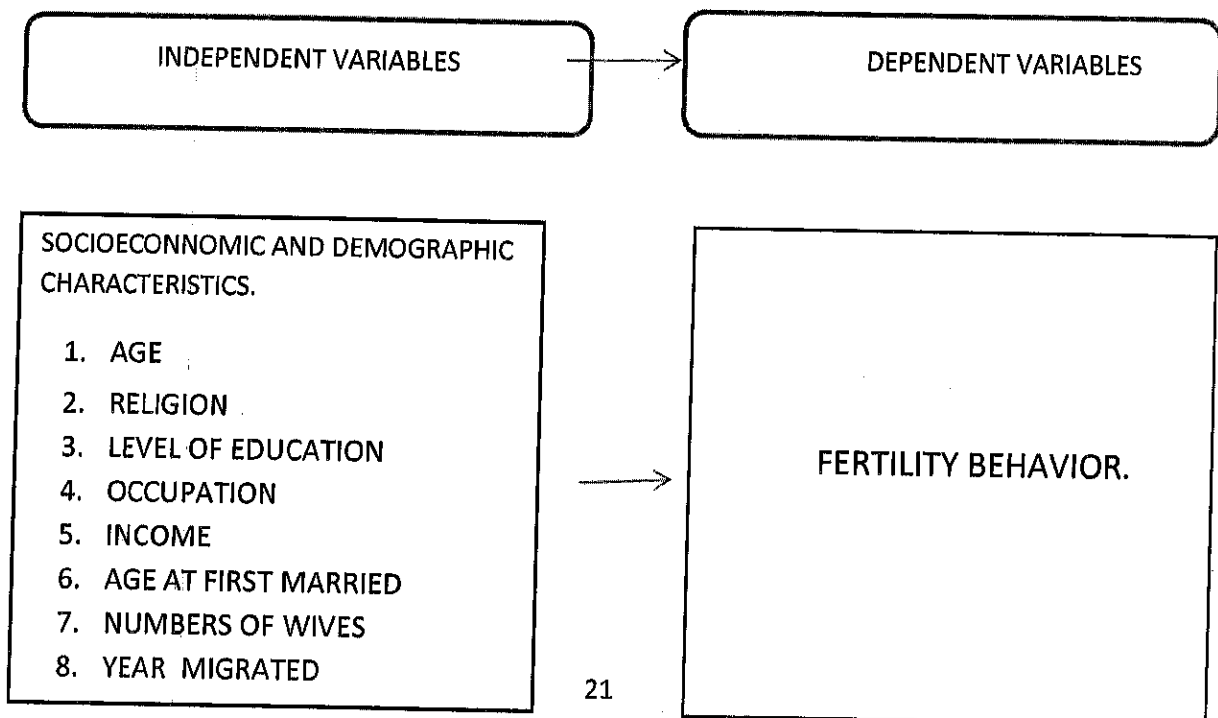 INDEPENDENT VARIABLES
DEPENDENT VARIABLES
SOCIOECONNOMIC AND DEMOGRAPHIC
CHARACTERISTICS.
1. AGE
2. RELIGION
3. LEVEL OF EDUCATION
4. OCCUPATION
5. INCOME
6. AGE AT FIRST MARRIED
7. NUMBERS OF WIVES
8. YEAR MIGRATED
FERTILITY BEHAVIOR.
21